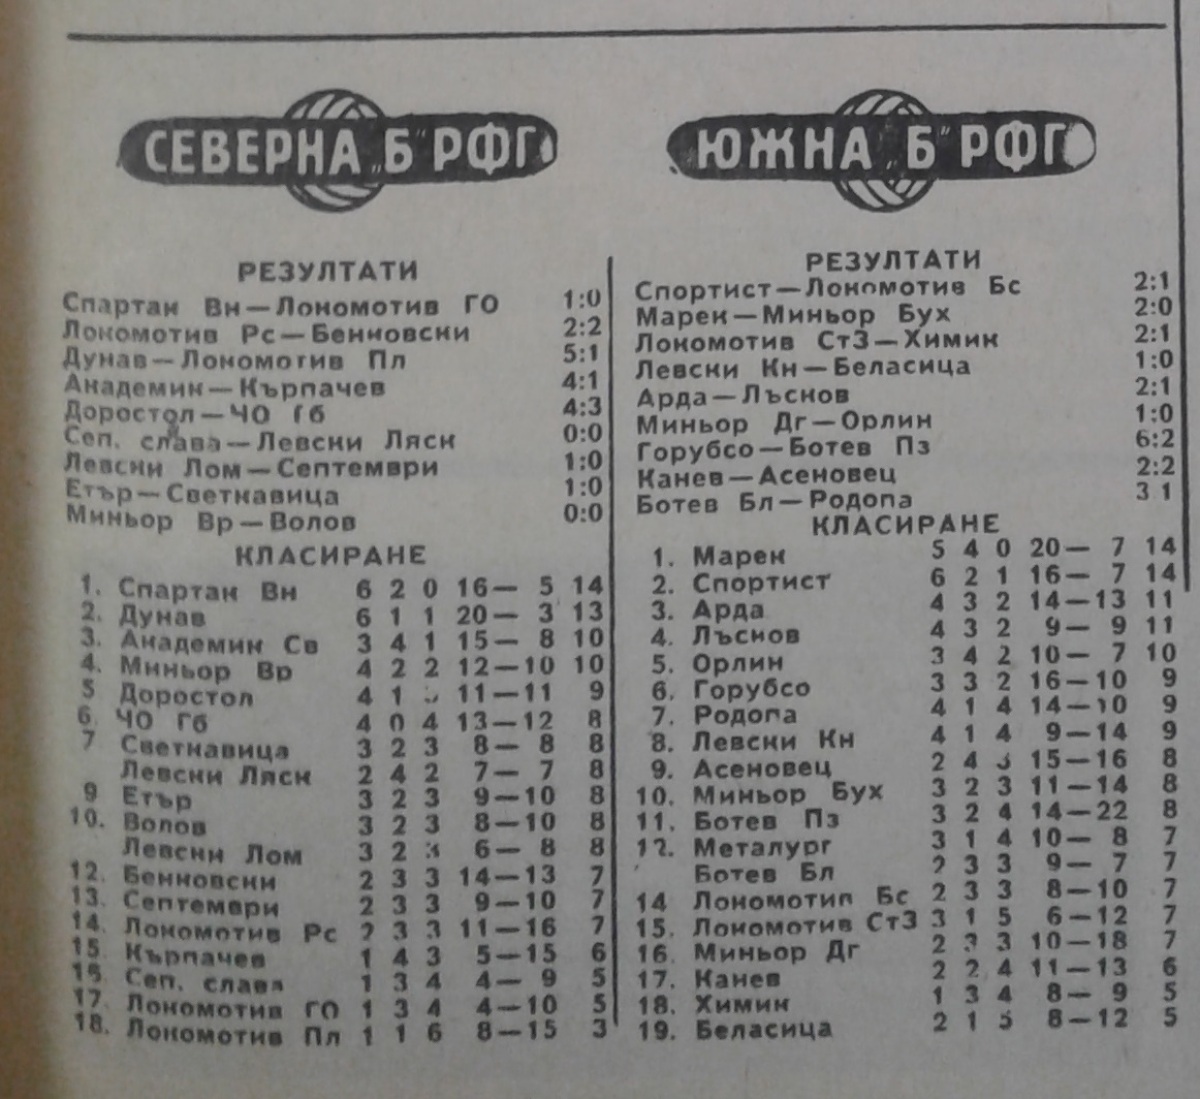 СЕВЕРНА „Б" РФГ
РЕЗУЛТАТИ
Спартак Вн—Локомотив ГО 1:0
Локомотив Рс—Бенковски 2:2
Дунав—Локомотив Пл 5:1
Академик—Кърпачев 4:1
Доростол—ЧО Гб 4:3
Сеп. слава—Левски Ляск 0:0
Левски Лом—Септември 1:0
Етър—Светкавица 1:0
Миньор Вр—Волов 0:0
КЛАСИРАНЕ
1. Спартак Вн 6 2 0 16— 5 14
2. Дунав 6 1 1 20— 3 13
3. Академик Св 3 4 1 15— 8 10
4. Миньор Вр 4 2 2 12—10 10
5 Доростол 4 1 11—11 9
6. ЧО Гб 4 0 4 13—12 8
7 Светкавица 3 2 3 8— 8 8
Левски Ляск 2 4 2 7— 7 8
9 Етър 3 2 3 9—10 8
10. Волов 3 2 3 8—10 8
Левски Лом 3 2 3 6— 8 8
12. Бенковски 2 3 3 14—13 7
13. Септември 2 3 3 9—10 7
14. Локомотив Рс 2 3 3 11—16 7
15. Кърпачев 1 4 3 5—15 6
16. Сеп. слава 1 3 4 4— 9 5
17. Локомотив ГО 1 3 4 4—10 5
18. Локомотив Пл 1 1 6 8—15 3
ЮЖНА „Б" РФГ
РЕЗУЛТАТИ
Спортист—Локомотив Бс 2:1
Марек—Миньор Бух 2:0
Локомотив СтЗ—Химик 2:1
Левски Кн—Беласица 1:0
Арда—Лъсков 2:1
Миньор Дг—Орлин 1:0
Горубсо—Ботев Пз 6:2
Канев—Асеновец 2:2
Ботев Бл—Родопа 3 1
КЛАСИРАНЕ
1. Марек 5 4 0 20— 7 14
2. Спортист 6 2 1 16— 7 14
3. Арда 4 3 2 14—13 11
4. Лъсков 4 3 2 9— 9 11
5. Орлин 3 4 2 10— 7 10
6. Горубсо 3 3 2 16—10 9
7. Родопа 4 1 4 14—10 9
8. Левски Кн 4 1 4 9—14 9
9. Асеновец 2 4 3 15—16 8
10. Миньор Бух 3 2 3 11—14 8
11. Ботев Пз 3 2 4 14—22 8
12. Металург 3 1 4 10— 8 7
Ботев Бл 2 3 3 9— 7 7
14 Локомотив Бс 2 3 3 8—10 7
15. Локомотив СтЗ 3 1 5 6—12 7
16. Миньор Дг 2 3 3 10—18 7
17. Канев 2 2 4 11—13 6
18. Химик 1 3 4 8— 9 5
19. Беласица 2 1 5 8—12 5